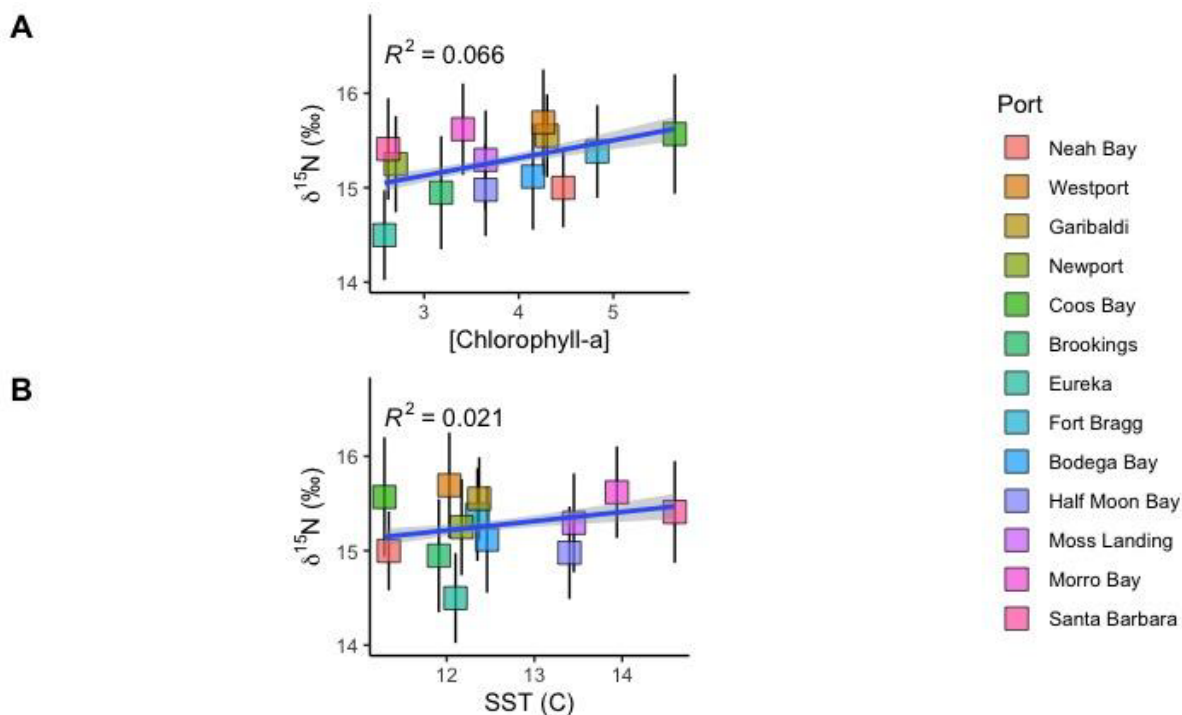 A
R² = 0.066
δ¹⁵N (‰)
16
15
14
3 4 5
[Chlorophyll-a]
B
R² = 0.021
δ¹⁵N (‰)
16
15
14
12 13 14
SST (C)
Port
Neah Bay
Westport
Garibaldi
Newport
Coos Bay
Brookings
Eureka
Fort Bragg
Bodega Bay
Half Moon Bay
Moss Landing
Morro Bay
Santa Barbara